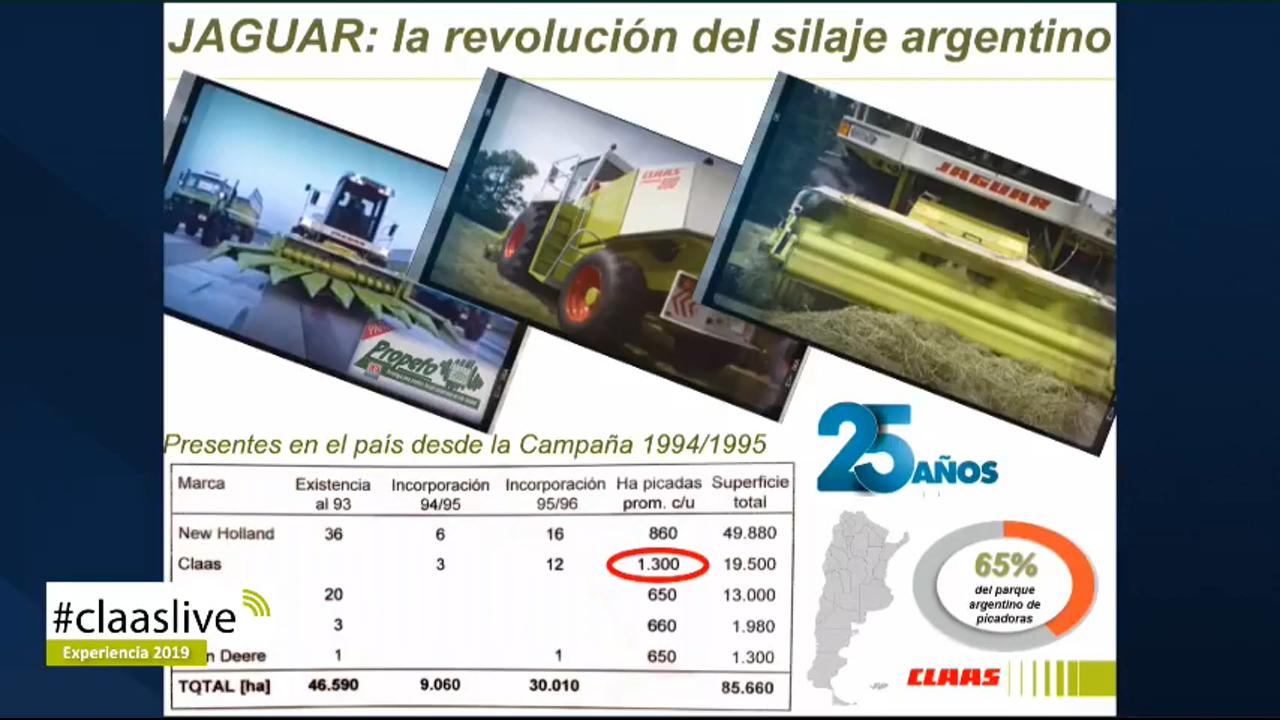 JAGUAR: la revolución del silaje argentino
JAGUAR
CLAAS
JAGUAR
Propefo
25 AÑOS
Presentes en el país desde la Campaña 1994/1995
Marca Existencia al 93 Incorporación 94/95 Incorporación 95/96 Ha picadas prom. c/u Superficie total
New Holland 36 6 16 860 49.880
Claas 3 12 1.300 19.500
20 650 13.000
3 660 1.980
n Deere 1 1 650 1.300
TOTAL [ha] 46.590 9.060 30.010 85.660
65%
del parque
argentino de
picadoras
CLAAS
#claaslive
Experiencia 2019